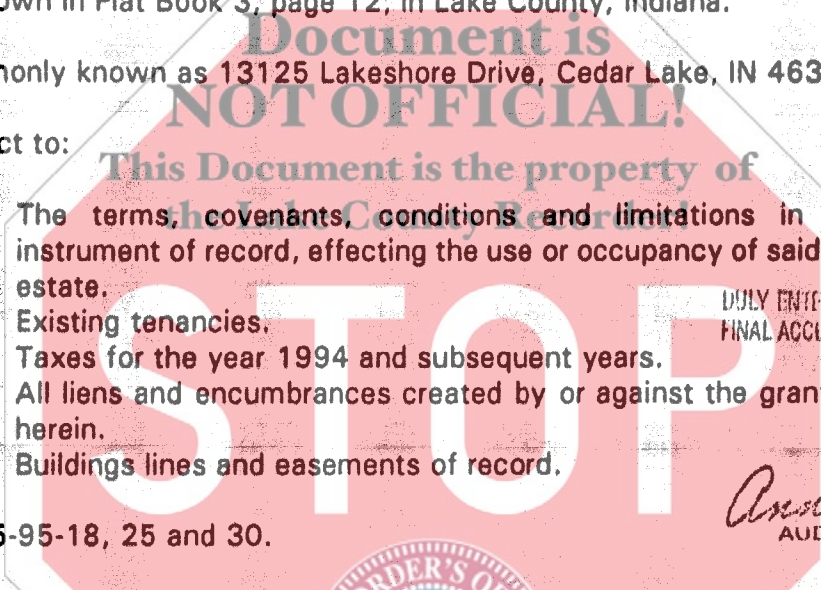 own in Plat Book 3, page 12, in Lake County, Indiana.
Document is
monly known as 13125 Lakeshore Drive, Cedar Lake, IN 463
NOT OFFICIAL!
ct to:
This Document is the property of
the Lake County Recorder!
The terms, covenants, conditions and limitations in
instrument of record, effecting the use or occupancy of said
estate.
DULY ENTE
Existing tenancies.
FINAL ACC
Taxes for the year 1994 and subsequent years.
All liens and encumbrances created by or against the gran
herein.
STOP
Buildings lines and easements of record.
5-95-18, 25 and 30.
AUD
ORDER'S O